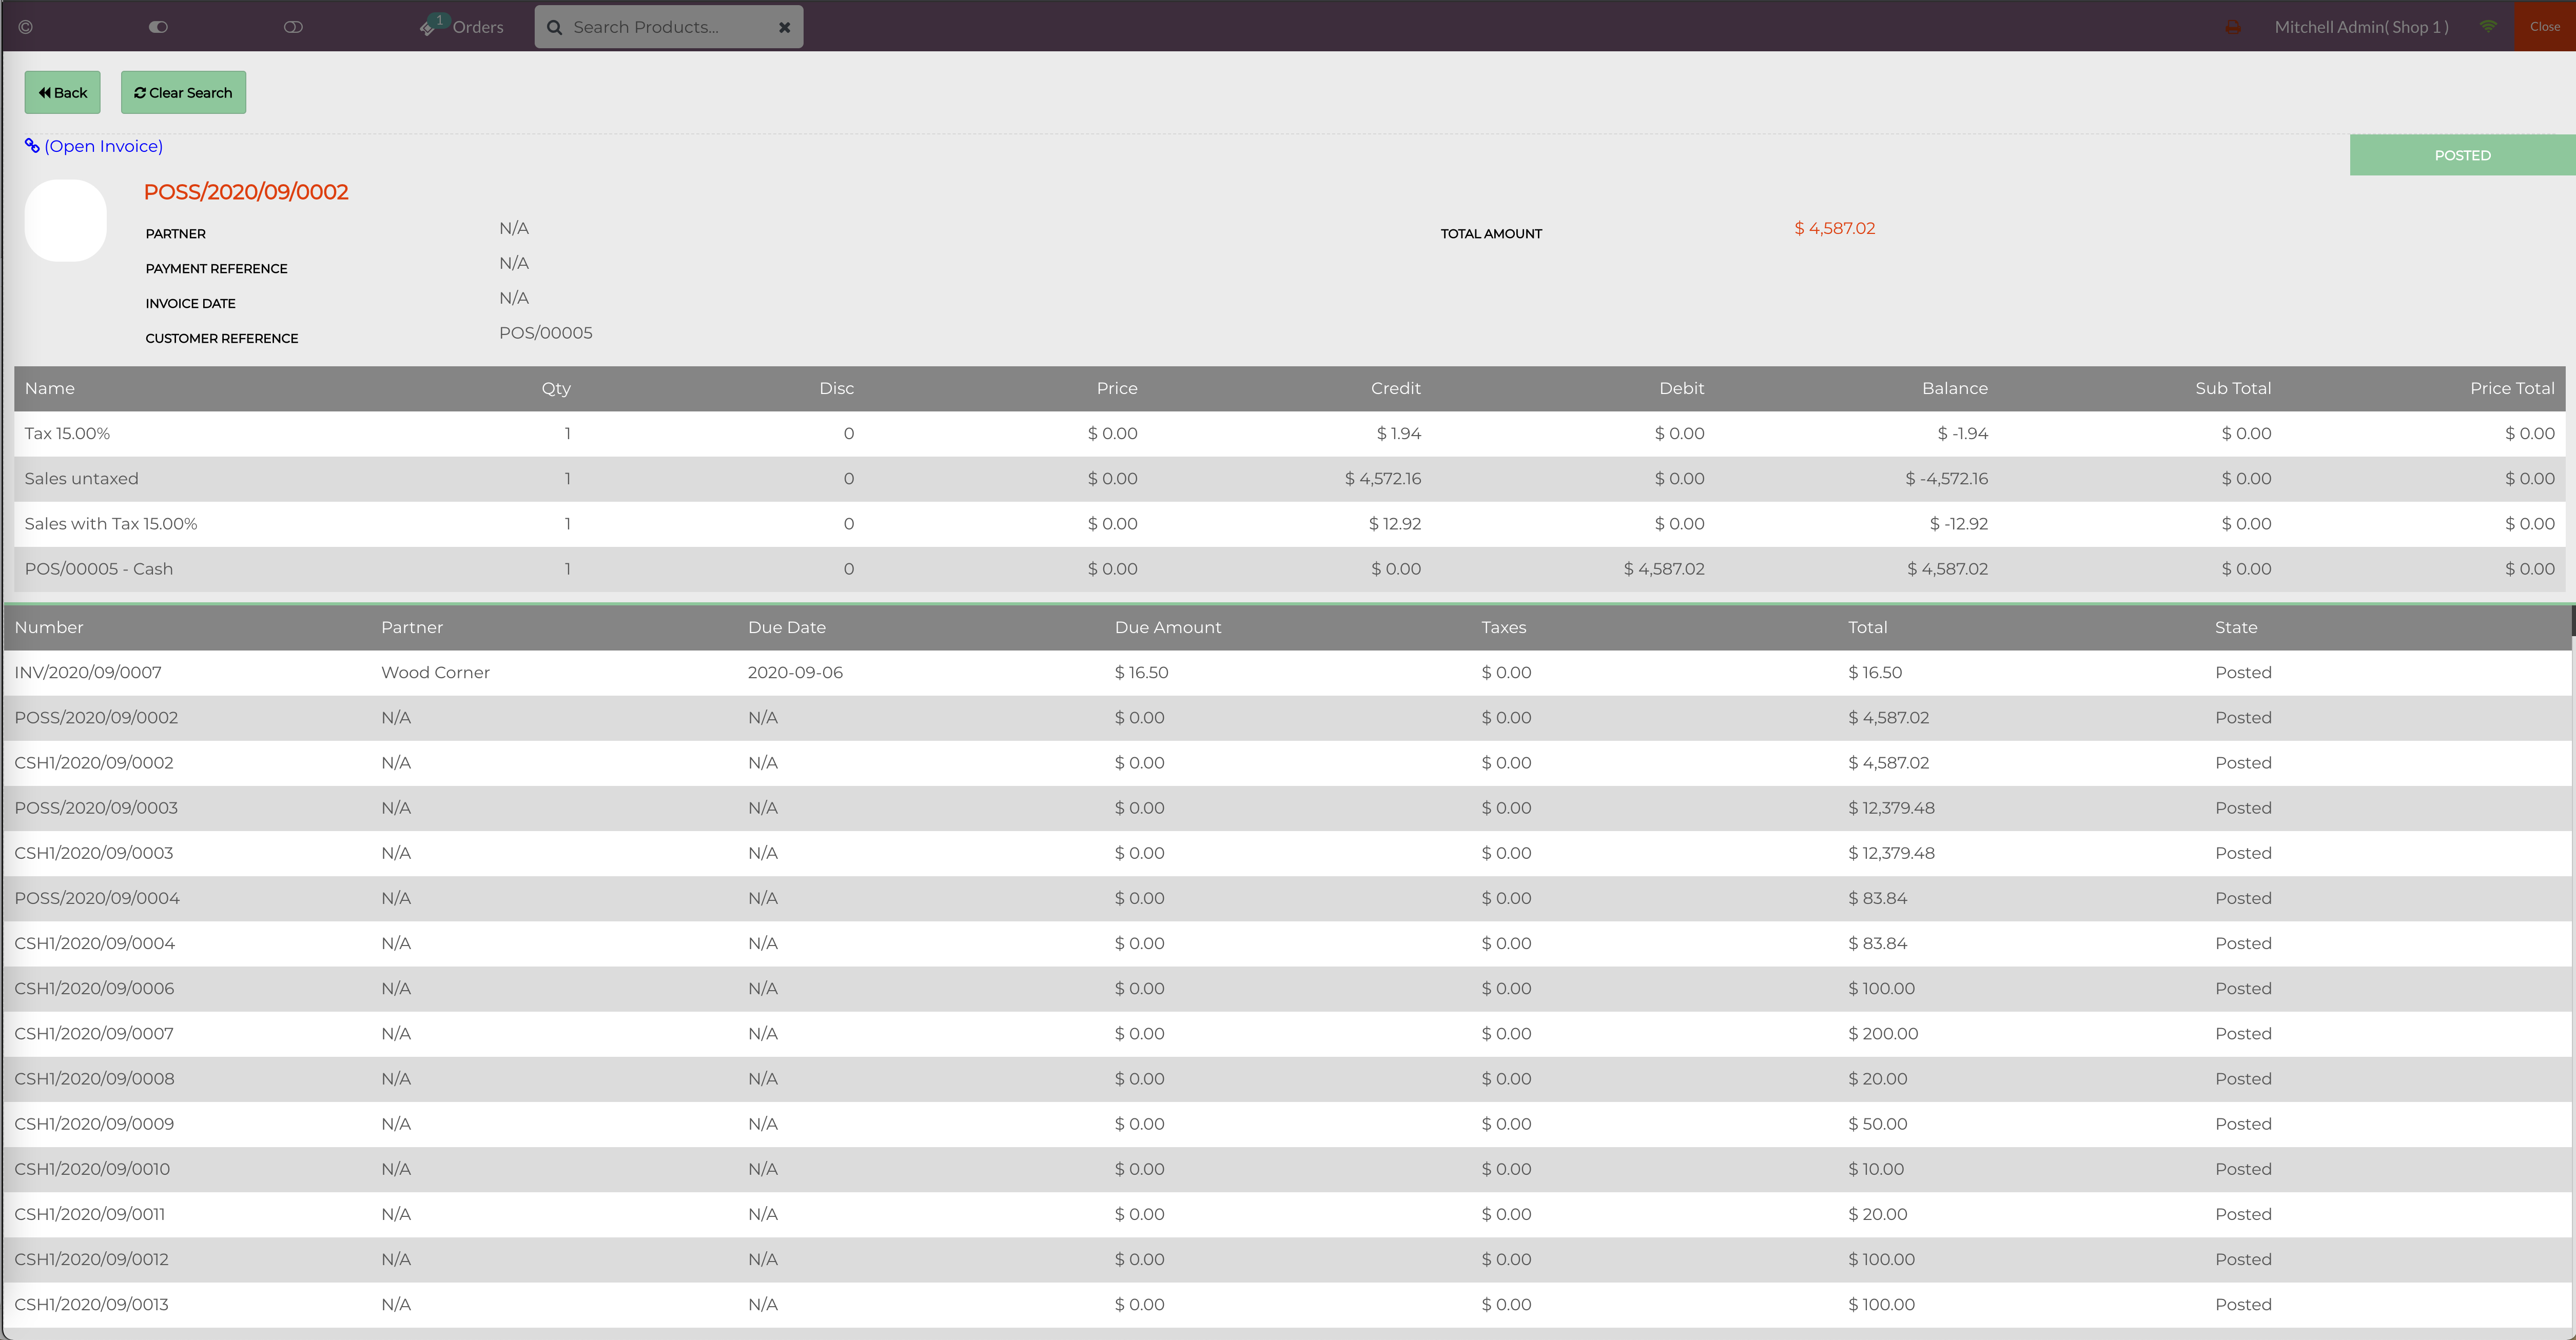 1 Orders Search Products... Mitchell Admin( Shop 1 ) Close
Back Clear Search
(Open Invoice)
POSTED
POSS/2020/09/0002
PARTNER N/A TOTAL AMOUNT $ 4,587.02
PAYMENT REFERENCE N/A
INVOICE DATE N/A
CUSTOMER REFERENCE POS/00005
Name Qty Disc Price Credit Debit Balance Sub Total Price Total
Tax 15.00% 1 0 $ 0.00 $ 1.94 $ 0.00 $ -1.94 $ 0.00 $ 0.00
Sales untaxed 1 0 $ 0.00 $ 4,572.16 $ 0.00 $ -4,572.16 $ 0.00 $ 0.00
Sales with Tax 15.00% 1 0 $ 0.00 $ 12.92 $ 0.00 $ -12.92 $ 0.00 $ 0.00
POS/00005 - Cash 1 0 $ 0.00 $ 0.00 $ 4,587.02 $ 4,587.02 $ 0.00 $ 0.00
Number Partner Due Date Due Amount Taxes Total State
INV/2020/09/0007 Wood Corner 2020-09-06 $ 16.50 $ 0.00 $ 16.50 Posted
POSS/2020/09/0002 N/A N/A $ 0.00 $ 0.00 $ 4,587.02 Posted
CSH1/2020/09/0002 N/A N/A $ 0.00 $ 0.00 $ 4,587.02 Posted
POSS/2020/09/0003 N/A N/A $ 0.00 $ 0.00 $ 12,379.48 Posted
CSH1/2020/09/0003 N/A N/A $ 0.00 $ 0.00 $ 12,379.48 Posted
POSS/2020/09/0004 N/A N/A $ 0.00 $ 0.00 $ 83.84 Posted
CSH1/2020/09/0004 N/A N/A $ 0.00 $ 0.00 $ 83.84 Posted
CSH1/2020/09/0006 N/A N/A $ 0.00 $ 0.00 $ 100.00 Posted
CSH1/2020/09/0007 N/A N/A $ 0.00 $ 0.00 $ 200.00 Posted
CSH1/2020/09/0008 N/A N/A $ 0.00 $ 0.00 $ 20.00 Posted
CSH1/2020/09/0009 N/A N/A $ 0.00 $ 0.00 $ 50.00 Posted
CSH1/2020/09/0010 N/A N/A $ 0.00 $ 0.00 $ 10.00 Posted
CSH1/2020/09/0011 N/A N/A $ 0.00 $ 0.00 $ 20.00 Posted
CSH1/2020/09/0012 N/A N/A $ 0.00 $ 0.00 $ 100.00 Posted
CSH1/2020/09/0013 N/A N/A $ 0.00 $ 0.00 $ 100.00 Posted